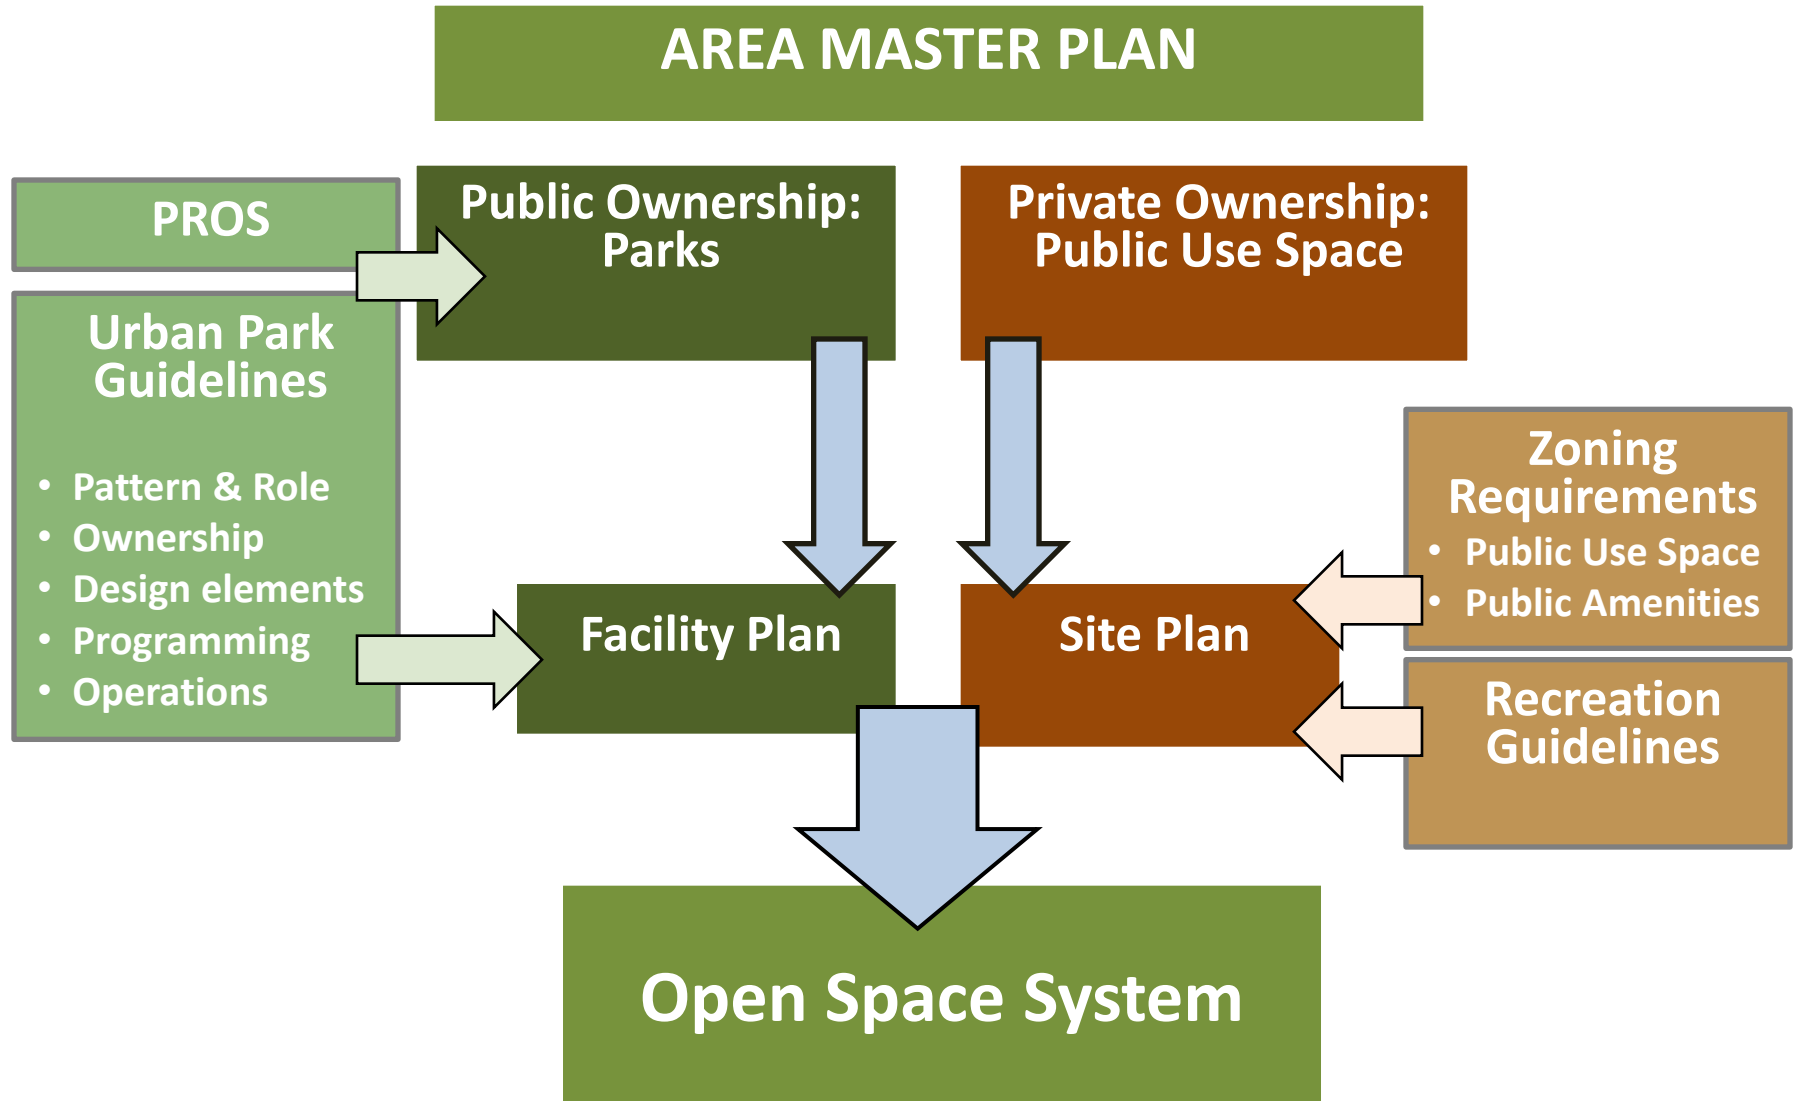 AREA MASTER PLAN
PROS
Public Ownership:
Parks
Private Ownership:
Public Use Space
Urban Park
Guidelines
• Pattern & Role
• Ownership
• Design elements
• Programming
• Operations
Zoning
Requirements
• Public Use Space
• Public Amenities
Facility Plan
Site Plan
Recreation
Guidelines
Open Space System